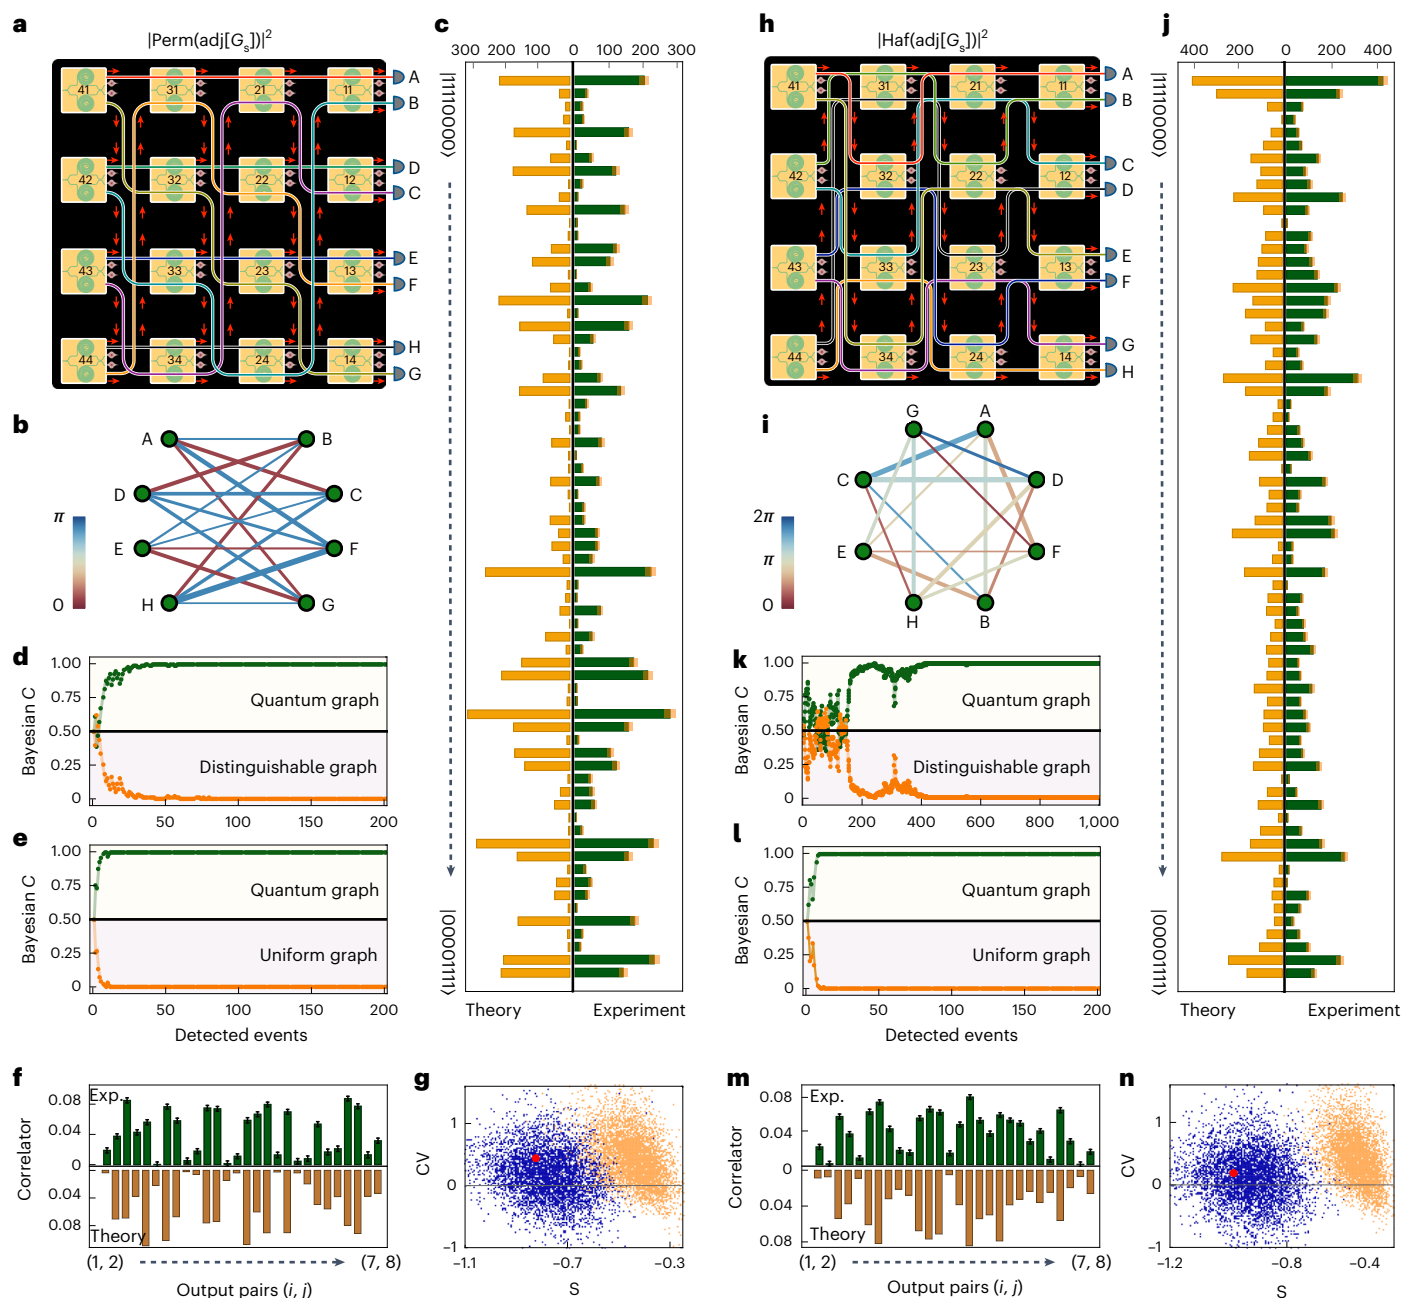 a
|Perm(adj[Gs])|²
41
31
21
11
42
32
22
12
43
33
23
13
44
34
24
14
A
B
D
C
E
F
H
G
b
A
B
D
C
E
F
H
G
π
0
c
300 200 100 0 100 200 300
|11110000⟩
|00001111⟩
Theory
Experiment
d
Bayesian C
1.00
0.75
0.50
0.25
0
Quantum graph
Distinguishable graph
0 50 100 150 200
e
Bayesian C
1.00
0.75
0.50
0.25
0
Quantum graph
Uniform graph
0 50 100 150 200
Detected events
f
Correlator
0.08
0.04
0
0.04
0.08
Exp.
Theory
(1, 2)
(7, 8)
Output pairs (i, j)
g
CV
1
0
−1
−1.1 −0.7 −0.3
S
h
|Haf(adj[Gs])|²
41
31
21
11
42
32
22
12
43
33
23
13
44
34
24
14
A
B
C
D
E
F
G
H
i
G
A
C
D
E
F
H
B
2π
π
0
j
400 200 0 200 400
|11110000⟩
|00001111⟩
Theory
Experiment
k
Bayesian C
1.00
0.75
0.50
0.25
0
Quantum graph
Distinguishable graph
0 200 400 600 800 1,000
l
Bayesian C
1.00
0.75
0.50
0.25
0
Quantum graph
Uniform graph
0 50 100 150 200
Detected events
m
Correlator
0.08
0.04
0
0.04
0.08
Exp.
Theory
(1, 2)
(7, 8)
Output pairs (i, j)
n
CV
1
0
−1
−1.2 −0.8 −0.4
S